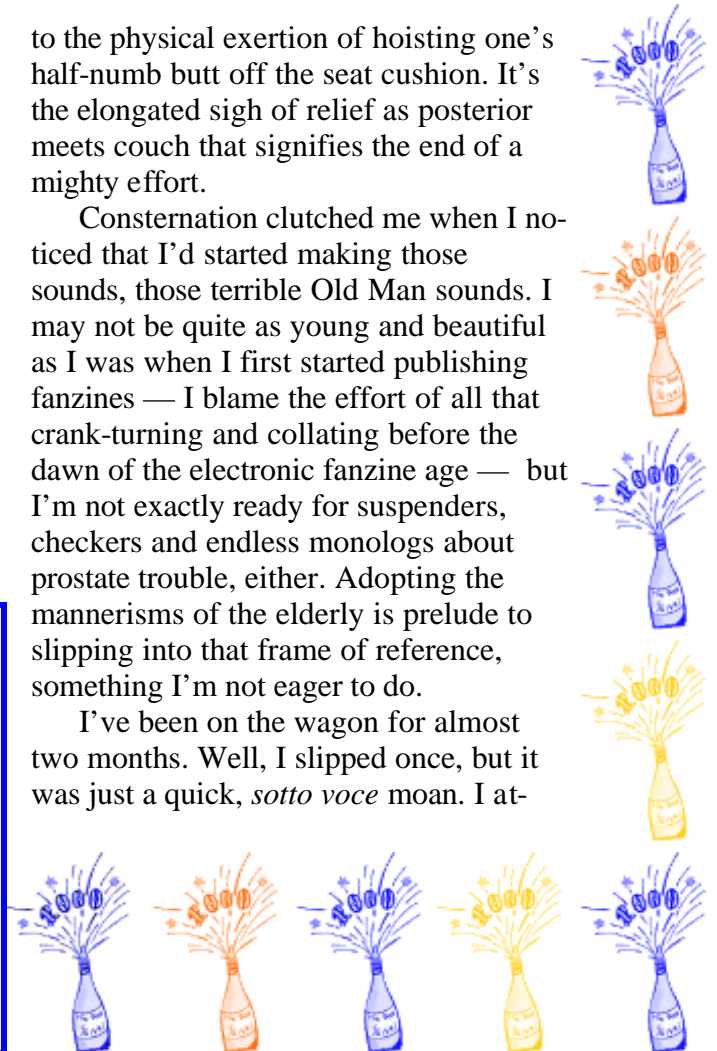 to the physical exertion of hoisting one's
half-numb butt off the seat cushion. It's
the elongated sigh of relief as posterior
meets couch that signifies the end of a
mighty effort.
Consternation clutched me when I no-
ticed that I'd started making those
sounds, those terrible Old Man sounds. I
may not be quite as young and beautiful
as I was when I first started publishing
fanzines — I blame the effort of all that
crank-turning and collating before the
dawn of the electronic fanzine age — but
I'm not exactly ready for suspenders,
checkers and endless monologs about
prostate trouble, either. Adopting the
mannerisms of the elderly is prelude to
slipping into that frame of reference,
something I'm not eager to do.
I've been on the wagon for almost
two months. Well, I slipped once, but it
was just a quick, sotto voce moan. I at-